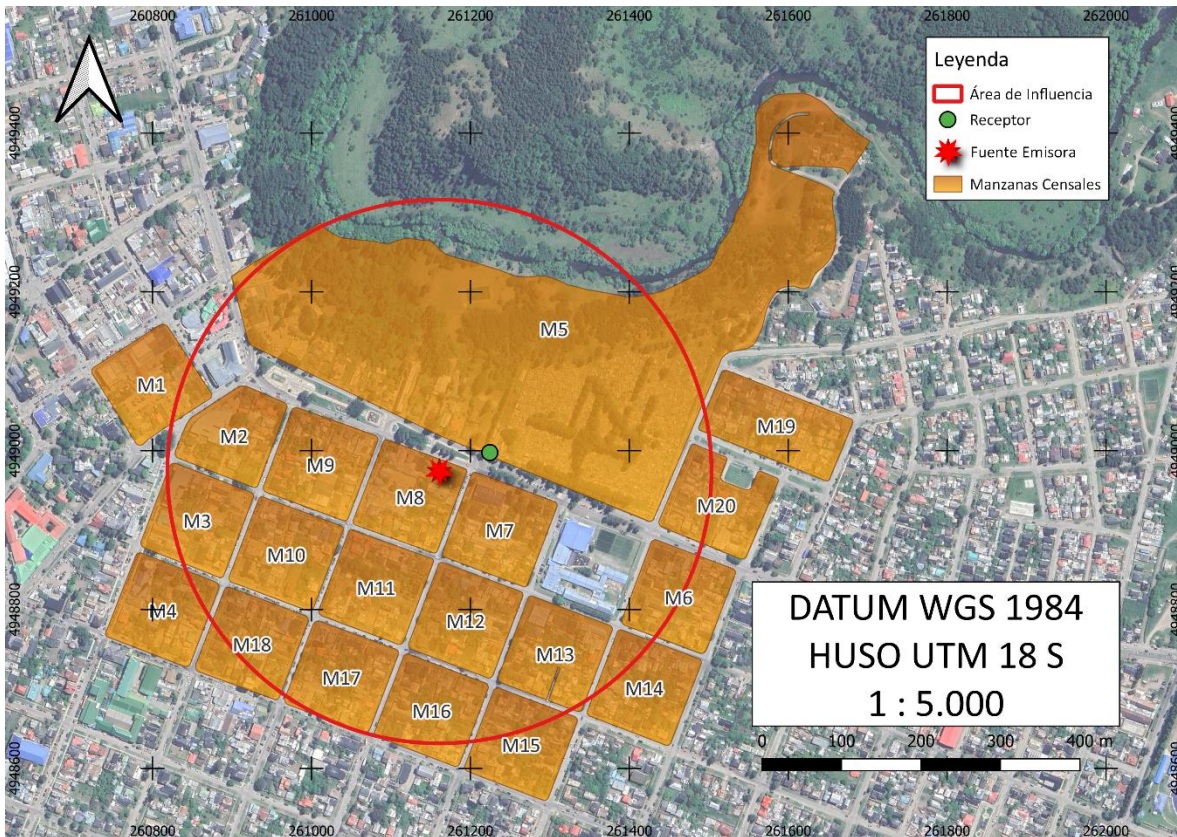 260800 261000 261200 261400 261600 261800 262000
Leyenda
Área de Influencia
Receptor
Fuente Emisora
Manzanas Censales
4949400 4949400
4949200 4949200
M5
M1
M19
M2
4949000 4949000
M9
M8
M20
M7
M3
M10
M11
M6
M4
M12
4948800 4948800
M18
M13
M17
M14
M16
M15
DATUM WGS 1984
HUSO UTM 18 S
1 : 5.000
0 100 200 300 400 m
4948600 4948600
260800 261000 261200 261400 261600 261800 262000